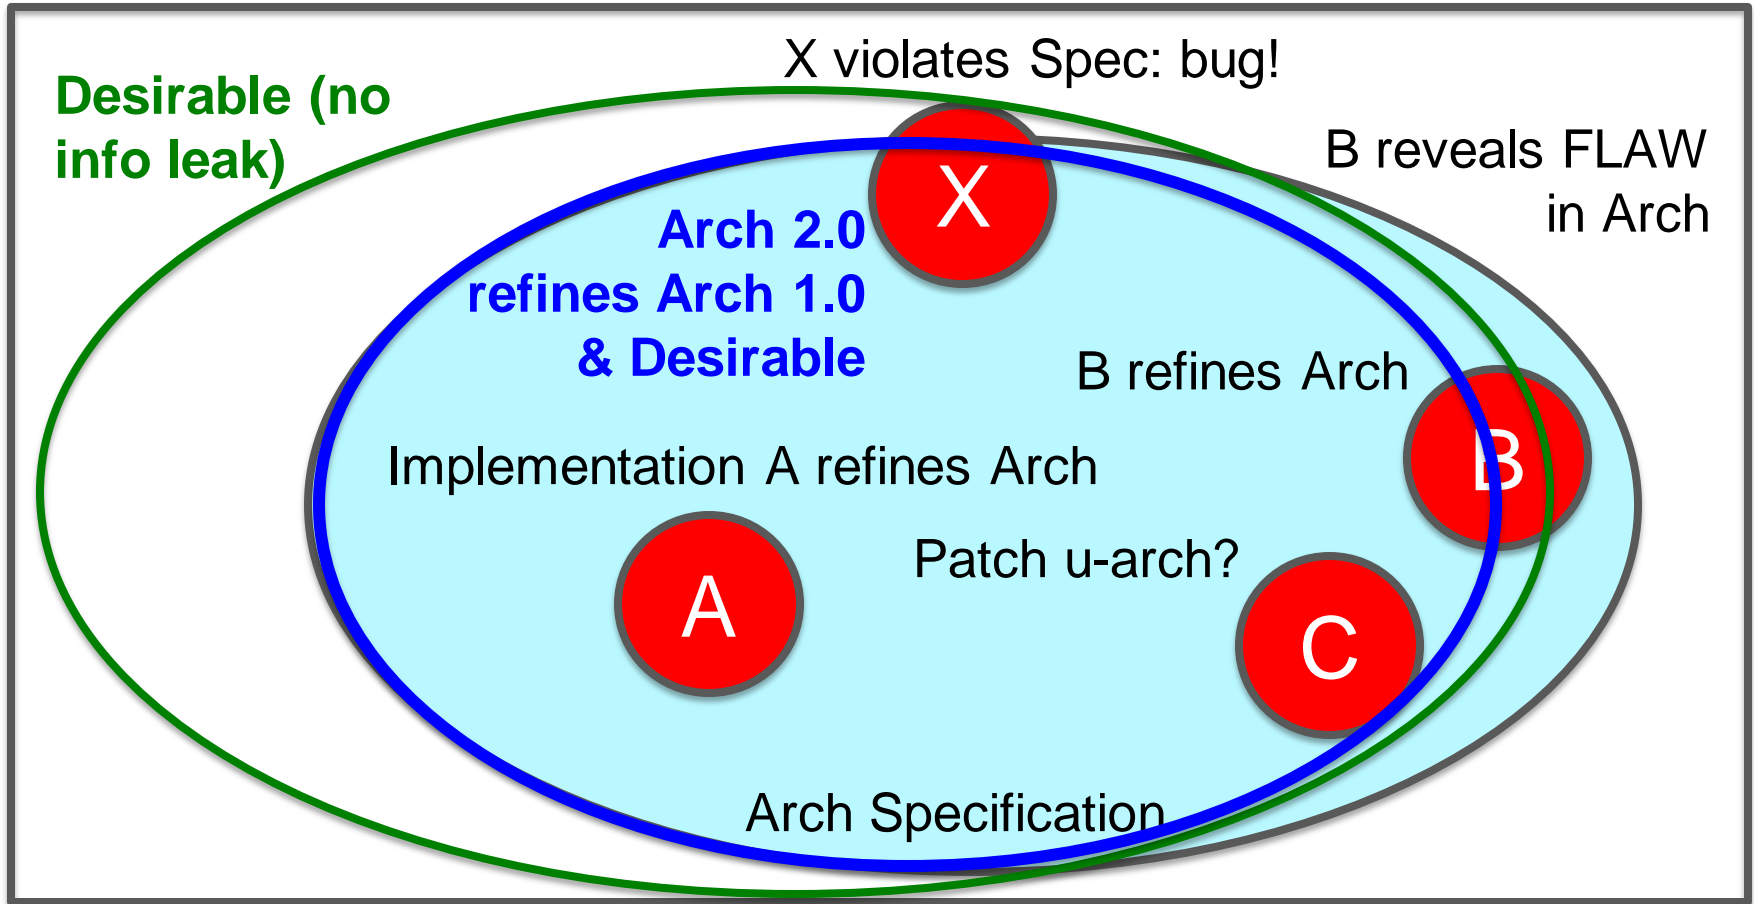 X violates Spec: bug!
Desirable (no
info leak)
B reveals FLAW
in Arch
X
Arch 2.0
refines Arch 1.0
& Desirable
B refines Arch
B
Implementation A refines Arch
Patch u-arch?
A
C
Arch Specification